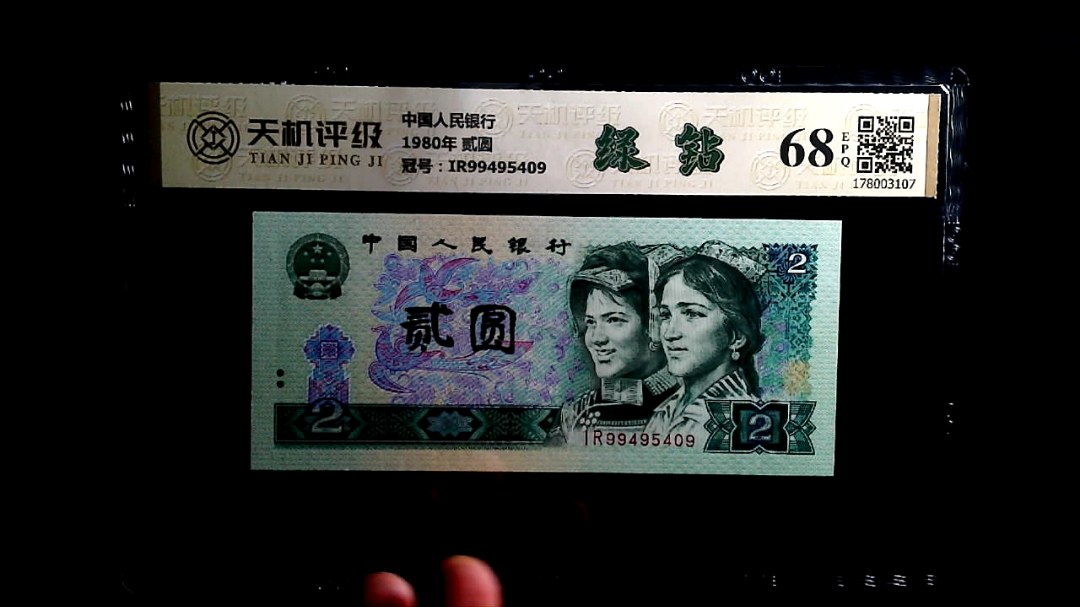 天机评级
TIAN JI PING JI
中国人民银行
1980年 贰圆
冠号：IR99495409
绿 钻
68
EPQ
178003107
中国人民银行
2
贰圆
2
IR99495409
2